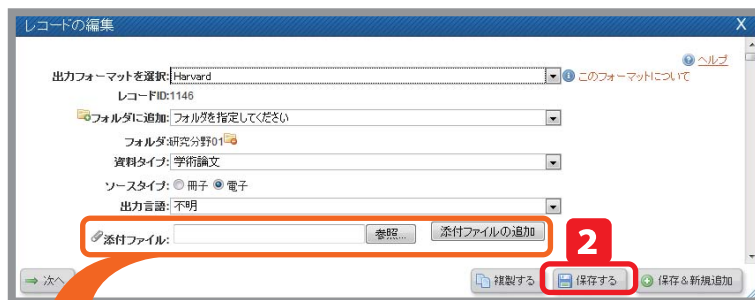 レコードの編集 X
ヘルプ
出力フォーマットを選択: Harvard このフォーマットについて
レコードID:1146
フォルダに追加: フォルダを指定してください
フォルダ:研究分野01
資料タイプ: 学術論文
ソースタイプ: 冊子 電子
出力言語: 不明
添付ファイル: 参照... 添付ファイルの追加
2
次へ 複製する 保存する 保存&新規追加